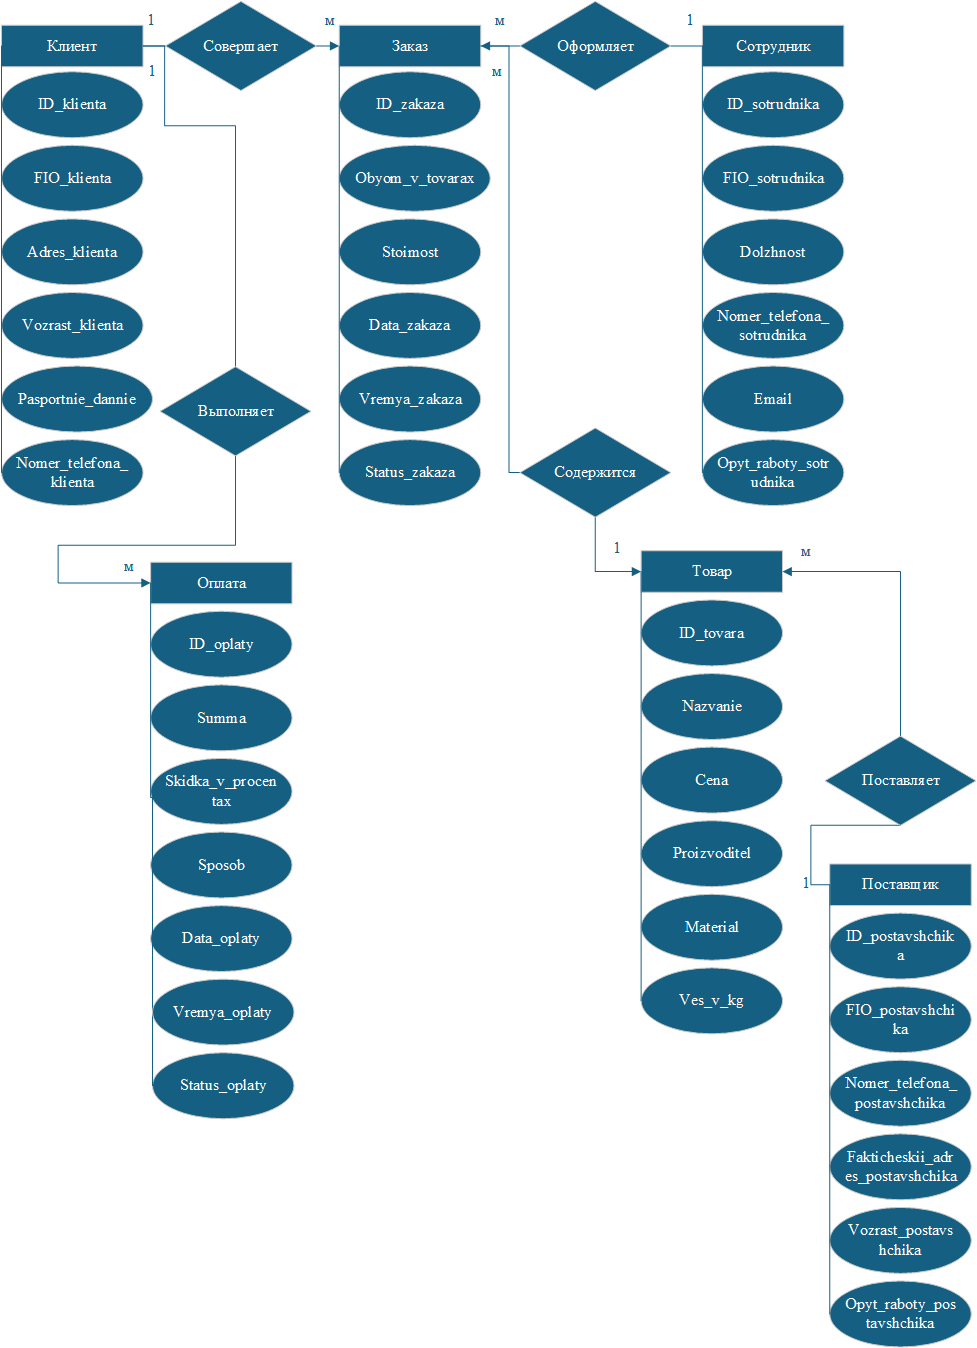 1
м
м
1
Клиент
Совершает
Заказ
Оформляет
Сотрудник
1
м
ID_klienta
ID_zakaza
ID_sotrudnika
FIO_klienta
Obyom_v_tovarax
FIO_sotrudnika
Adres_klienta
Stoimost
Dolzhnost
Vozrast_klienta
Data_zakaza
Nomer_telefona_
sotrudnika
Pasportnie_dannie
Выполняет
Vremya_zakaza
Email
Nomer_telefona_
klienta
Status_zakaza
Содержится
Opyt_raboty_sotr
udnika
м
1
м
Оплата
Товар
ID_oplaty
ID_tovara
Summa
Nazvanie
Skidka_v_procen
tax
Cena
Поставляет
Sposob
Proizvoditel
1
Поставщик
Data_oplaty
Material
ID_postavshchik
a
Vremya_oplaty
Ves_v_kg
FIO_postavshchi
ka
Status_oplaty
Nomer_telefona_
postavshchika
Fakticheskii_adr
es_postavshchika
Vozrast_postavs
hchika
Opyt_raboty_pos
tavshchika